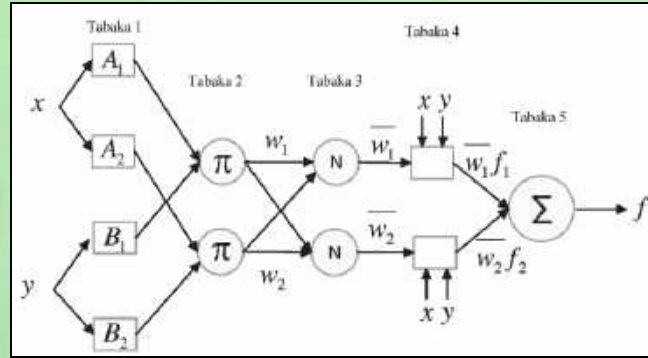 Tabaka 1
Tabaka 2
Tabaka 3
Tabaka 4
Tabaka 5
x
y
A₁
A₂
B₁
B₂
π
π
w₁
w₂
N
N
w̅₁
w̅₂
x y
x y
w̅₁f₁
w̅₂f₂
Σ
f